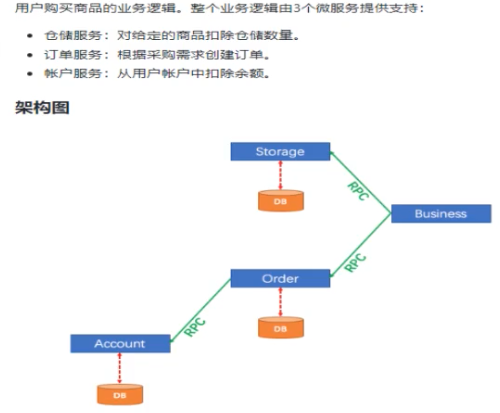 用户购买商品的业务逻辑。整个业务逻辑由3个微服务提供支持：
• 仓储服务：对给定的商品扣除仓储数量。
• 订单服务：根据采购需求创建订单。
• 帐户服务：从用户帐户中扣除余额。
架构图
Storage
RPC
DB
Business
RPC
Order
RPC
DB
Account
DB